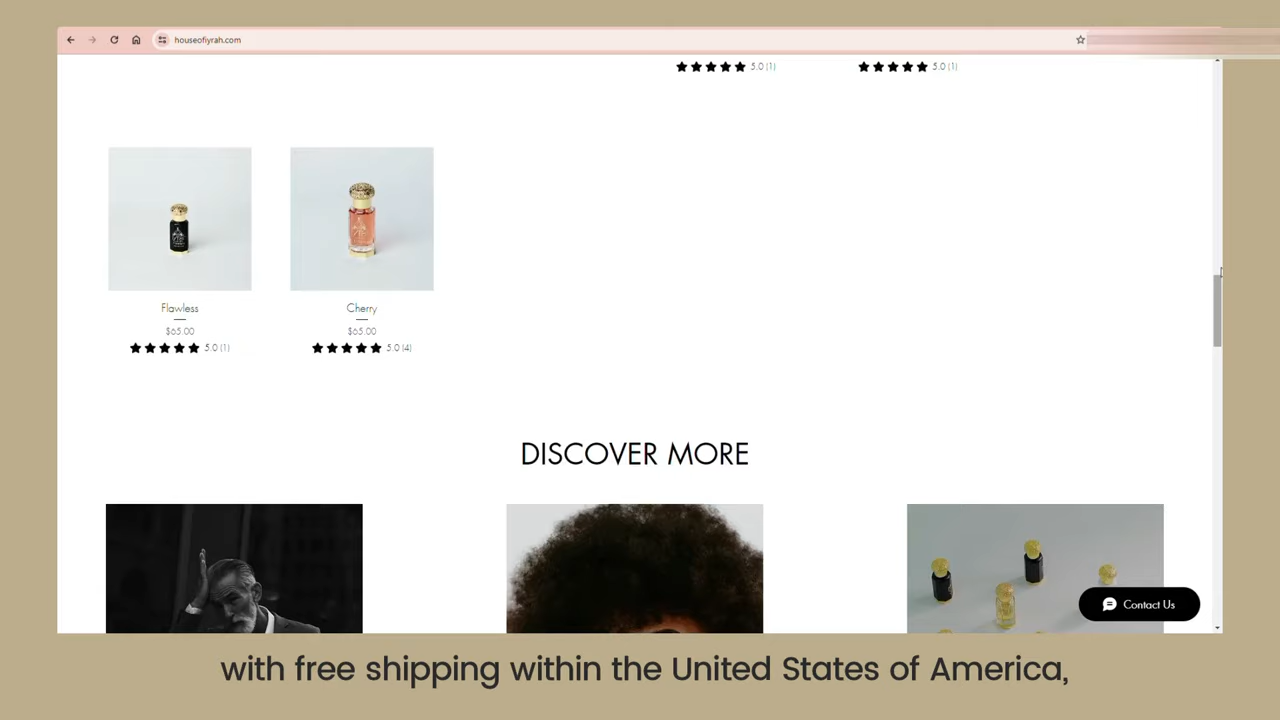 houseofiyrah.com
5.0 (1)
5.0 (1)
Flawless
$65.00
5.0 (1)
Cherry
$65.00
5.0 (4)
DISCOVER MORE
Contact Us
with free shipping within the United States of America,